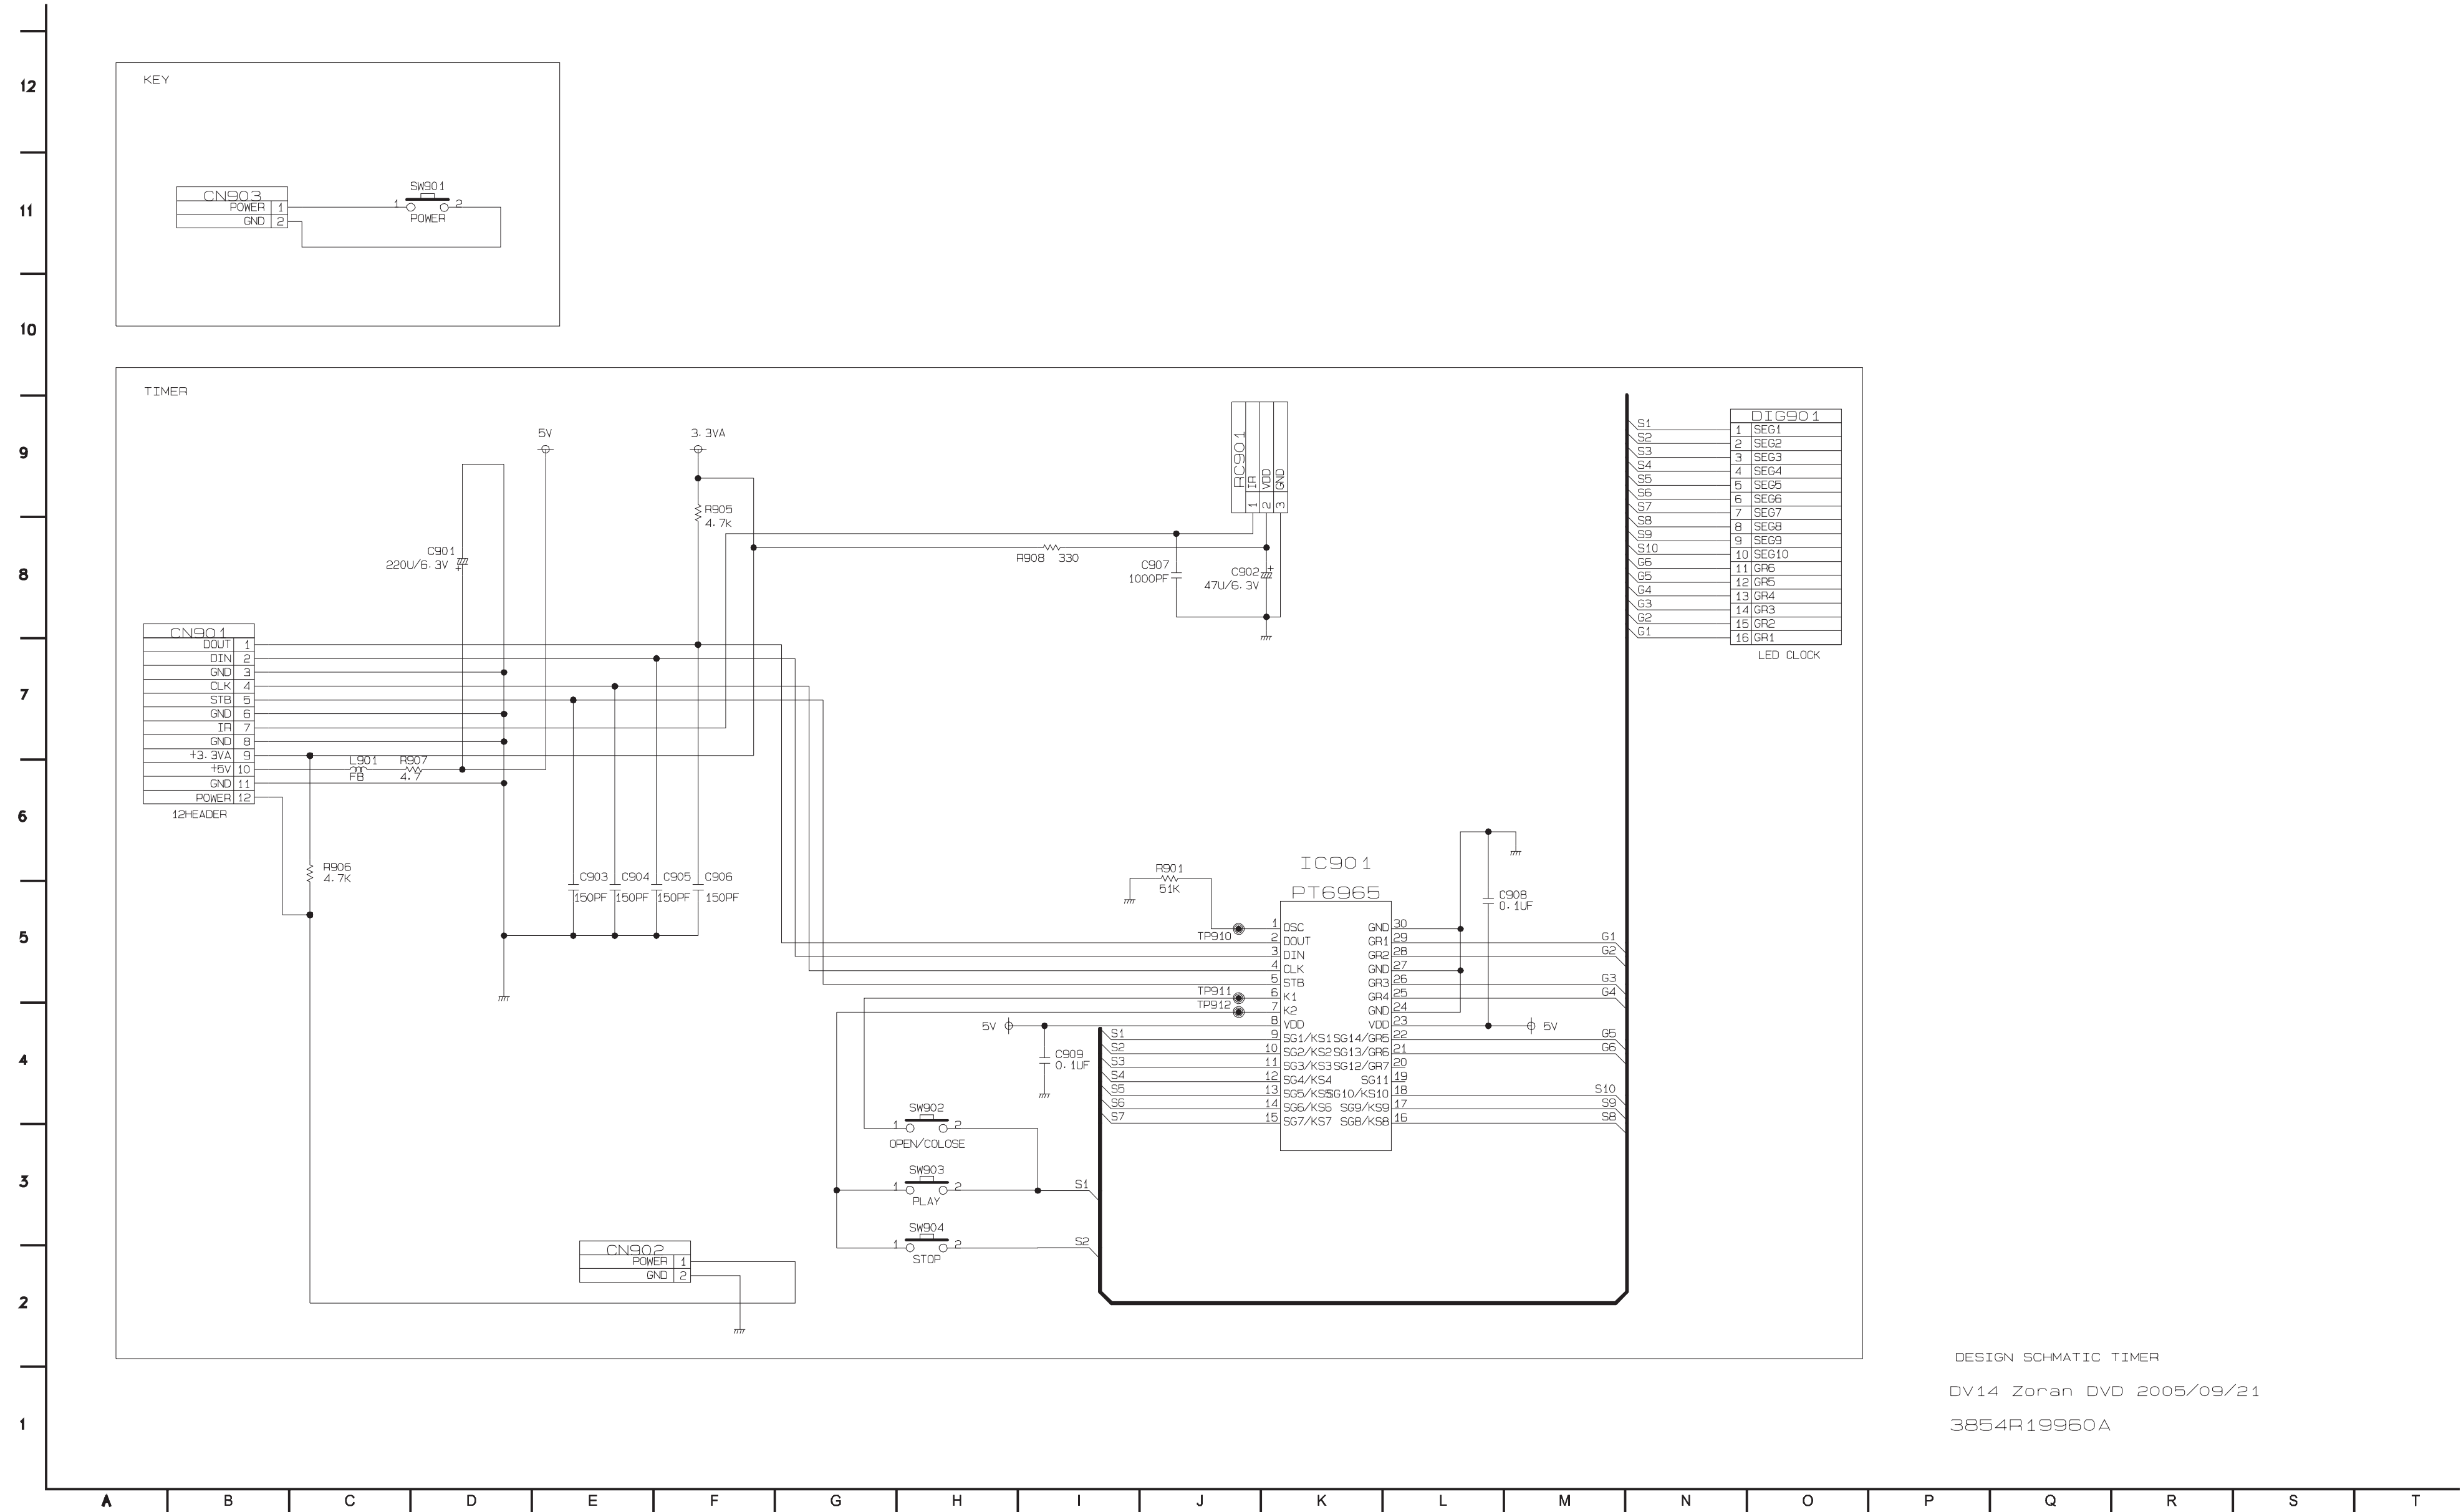 12
11
10
9
8
7
6
5
4
3
2
1
KEY
CN903
POWER 1
GND 2
SW901
1 2
POWER
TIMER
5V
3.3VA
R905
4.7K
C901
220U/6.3V
+
RC901
IR
VDD
GND
1
2
3
R908 330
C907
1000PF
C902
47U/6.3V
+
S1
S2
S3
S4
S5
S6
S7
S8
S9
S10
G6
G5
G4
G3
G2
G1
DIG901
1 SEG1
2 SEG2
3 SEG3
4 SEG4
5 SEG5
6 SEG6
7 SEG7
8 SEG8
9 SEG9
10 SEG10
11 GR6
12 GR5
13 GR4
14 GR3
15 GR2
16 GR1
LED CLOCK
CN901
DOUT 1
DIN 2
GND 3
CLK 4
STB 5
GND 6
IR 7
GND 8
+3.3VA 9
+5V 10
GND 11
POWER 12
12HEADER
L901
FB
R907
4.7
R906
4.7K
C903
150PF
C904
150PF
C905
150PF
C906
150PF
R901
51K
IC901
PT6965
C908
0.1UF
TP910
TP911
TP912
1 OSC
2 DOUT
3 DIN
4 CLK
5 STB
6 K1
7 K2
8 VDD
9 SG1/KS1
10 SG2/KS2
11 SG3/KS3
12 SG4/KS4
13 SG5/KS5
14 SG6/KS6
15 SG7/KS7
GND 30
GR1 29
GR2 28
GND 27
GR3 26
GR4 25
GND 24
VDD 23
SG14/GR5 22
SG13/GR6 21
SG12/GR7 20
SG11 19
SG10/KS10 18
SG9/KS9 17
SG8/KS8 16
G1
G2
G3
G4
5V
G5
G6
S10
S9
S8
5V
C909
0.1UF
S1
S2
S3
S4
S5
S6
S7
SW902
1 2
OPEN/COLOSE
SW903
1 2
PLAY
S1
SW904
1 2
STOP
S2
CN902
POWER 1
GND 2
DESIGN SCHMATIC TIMER
DV14 Zoran DVD 2005/09/21
3854R19960A
A B C D E F G H I J K L M N O P Q R S T